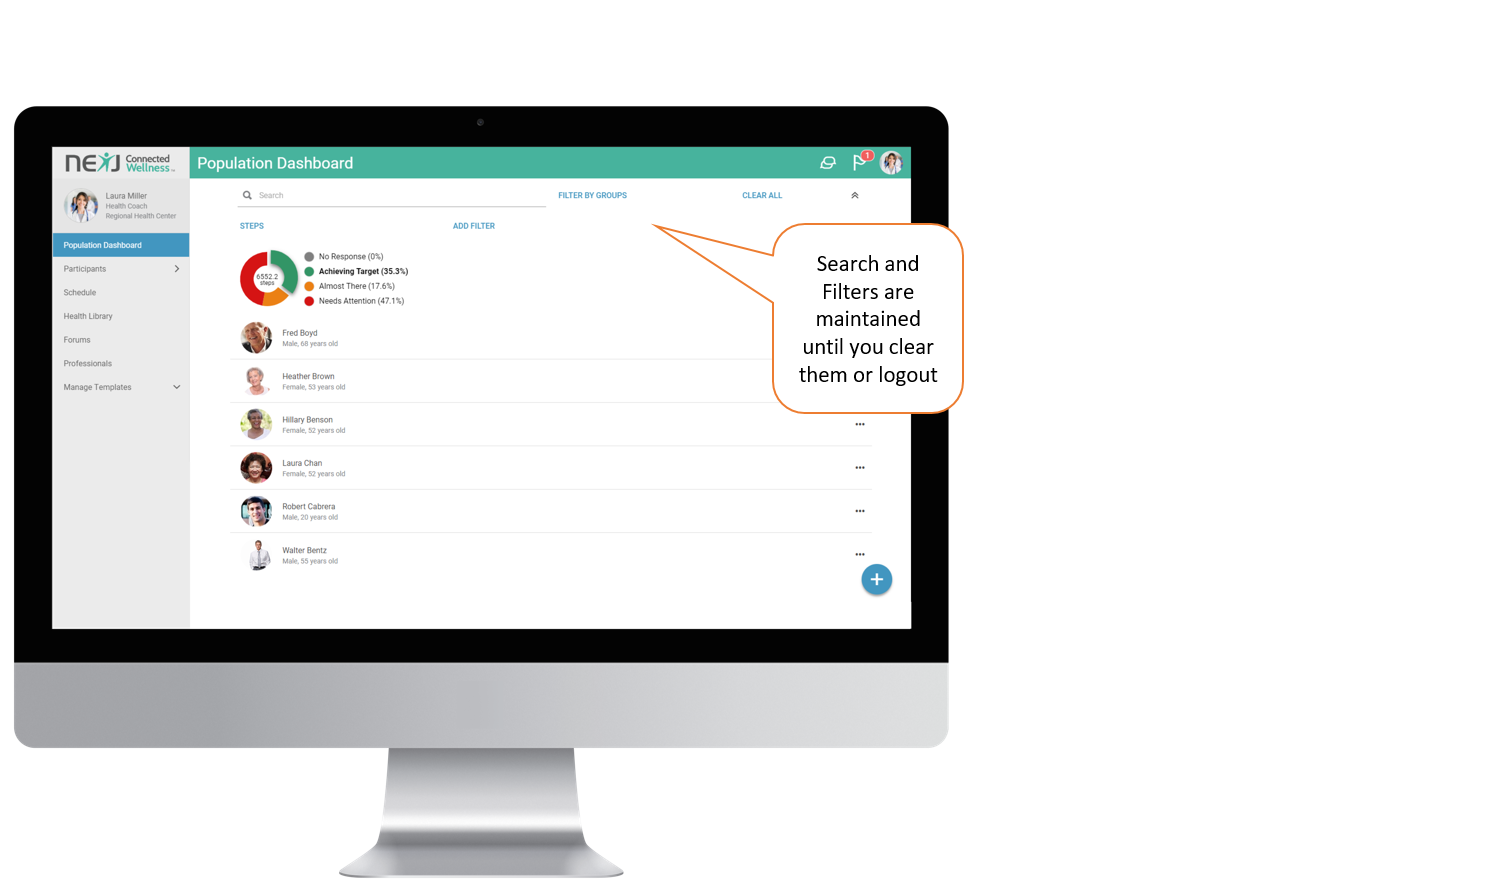 NEXJ Connected Wellness
Population Dashboard
1
Laura Miller
Health Coach
Regional Health Center
Population Dashboard
Participants
Schedule
Health Library
Forums
Professionals
Manage Templates
Search
FILTER BY GROUPS
CLEAR ALL
STEPS
ADD FILTER
6552.2
steps
No Response (0%)
Achieving Target (35.3%)
Almost There (17.6%)
Needs Attention (47.1%)
Fred Boyd
Male, 68 years old
Heather Brown
Female, 53 years old
Hillary Benson
Female, 52 years old
Laura Chan
Female, 52 years old
Robert Cabrera
Male, 20 years old
Walter Bentz
Male, 55 years old
Search and
Filters are
maintained
until you clear
them or logout